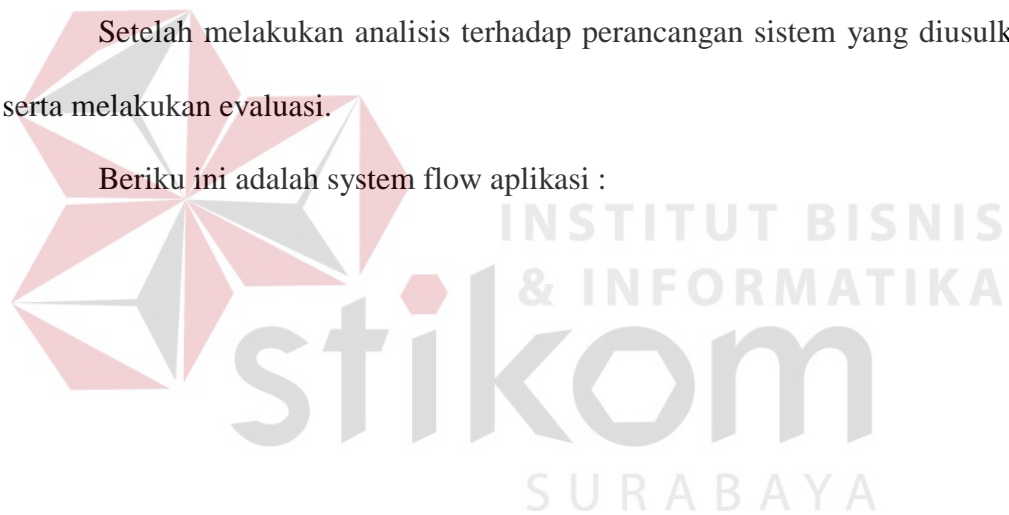 Setelah melakukan analisis terhadap perancangan sistem yang diusulk
serta melakukan evaluasi.
Beriku ini adalah system flow aplikasi :
INSTITUT BISNIS
& INFORMATIKA
stikom
SURABAYA